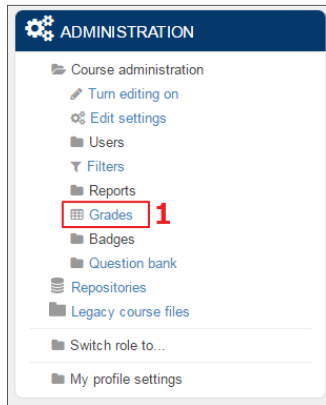 ADMINISTRATION
Course administration
Turn editing on
Edit settings
Users
Filters
Reports
Grades 1
Badges
Question bank
Repositories
Legacy course files
Switch role to...
My profile settings